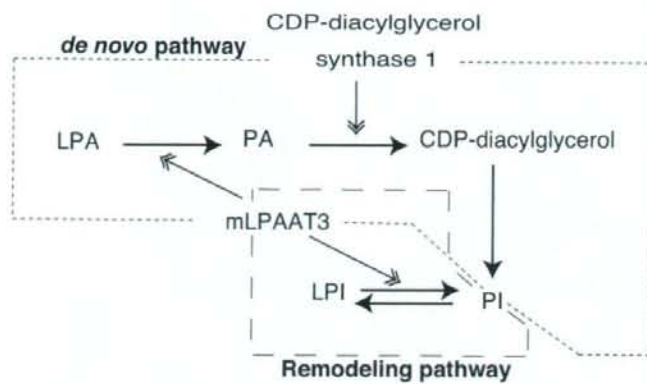 CDP-diacylglycerol
de novo pathway
synthase 1
LPA
PA
CDP-diacylglycerol
mLPAAT3
LPI
PI
Remodeling pathway